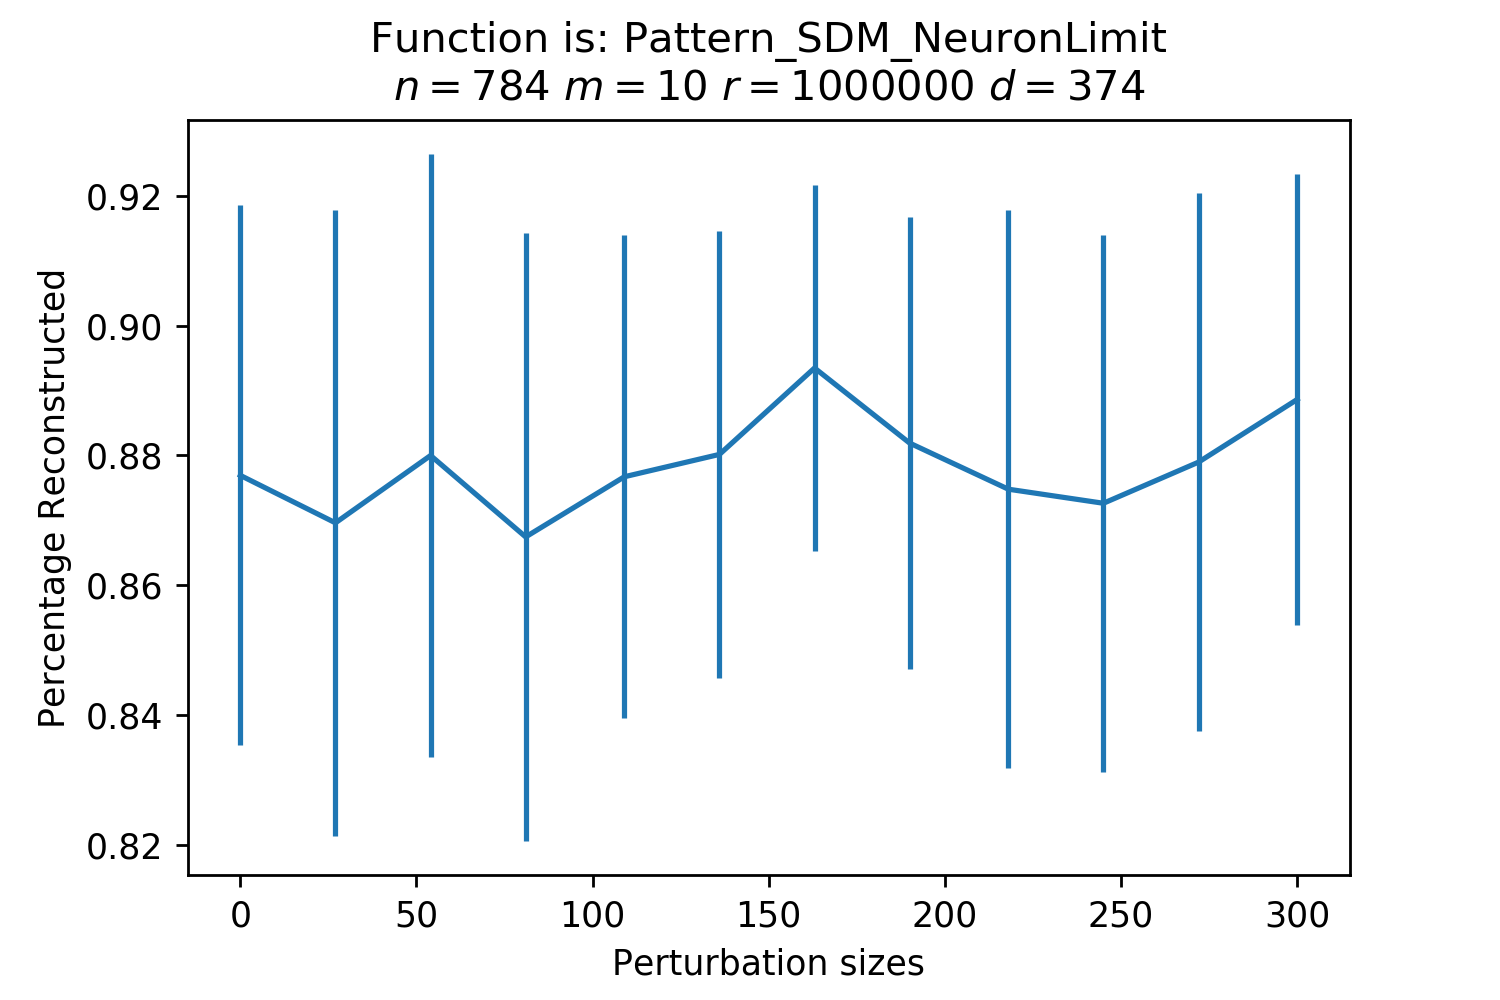 Function is: Pattern_SDM_NeuronLimit
n = 784 m = 10 r = 1000000 d = 374
Percentage Reconstructed
0.92
0.90
0.88
0.86
0.84
0.82
0 50 100 150 200 250 300
Perturbation sizes